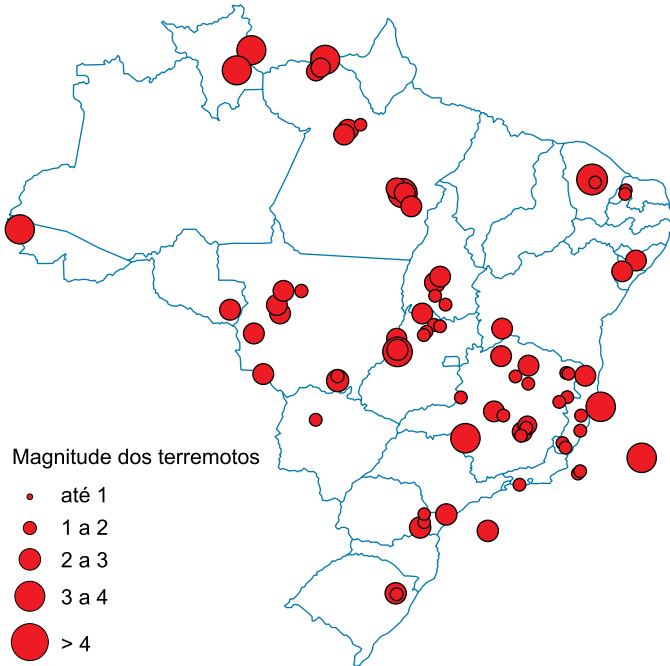 Magnitude dos terremotos
até 1
1 a 2
2 a 3
3 a 4
> 4